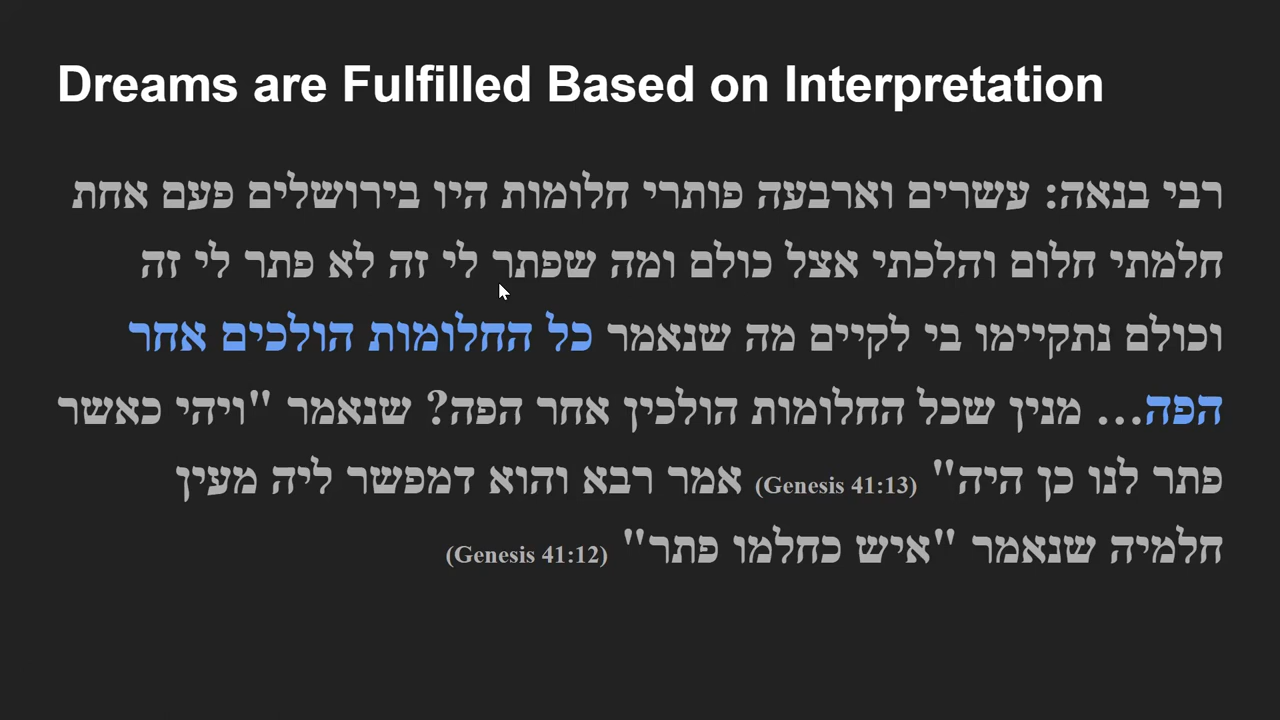 Dreams are Fulfilled Based on Interpretation
רבי בנאה: עשרים וארבעה פותרי חלומות היו בירושלים פעם אחת
חלמתי חלום והלכתי אצל כולם ומה שפתר לי זה לא פתר לי זה
וכולם נתקיימו בי לקיים מה שנאמר כל החלומות הולכים אחר
הפה... מנין שכל החלומות הולכין אחר הפה? שנאמר "ויהי כאשר
פתר לנו כן היה" (Genesis 41:13) אמר רבא והוא דמפשר ליה מעין
חלמיה שנאמר "איש כחלמו פתר" (Genesis 41:12)